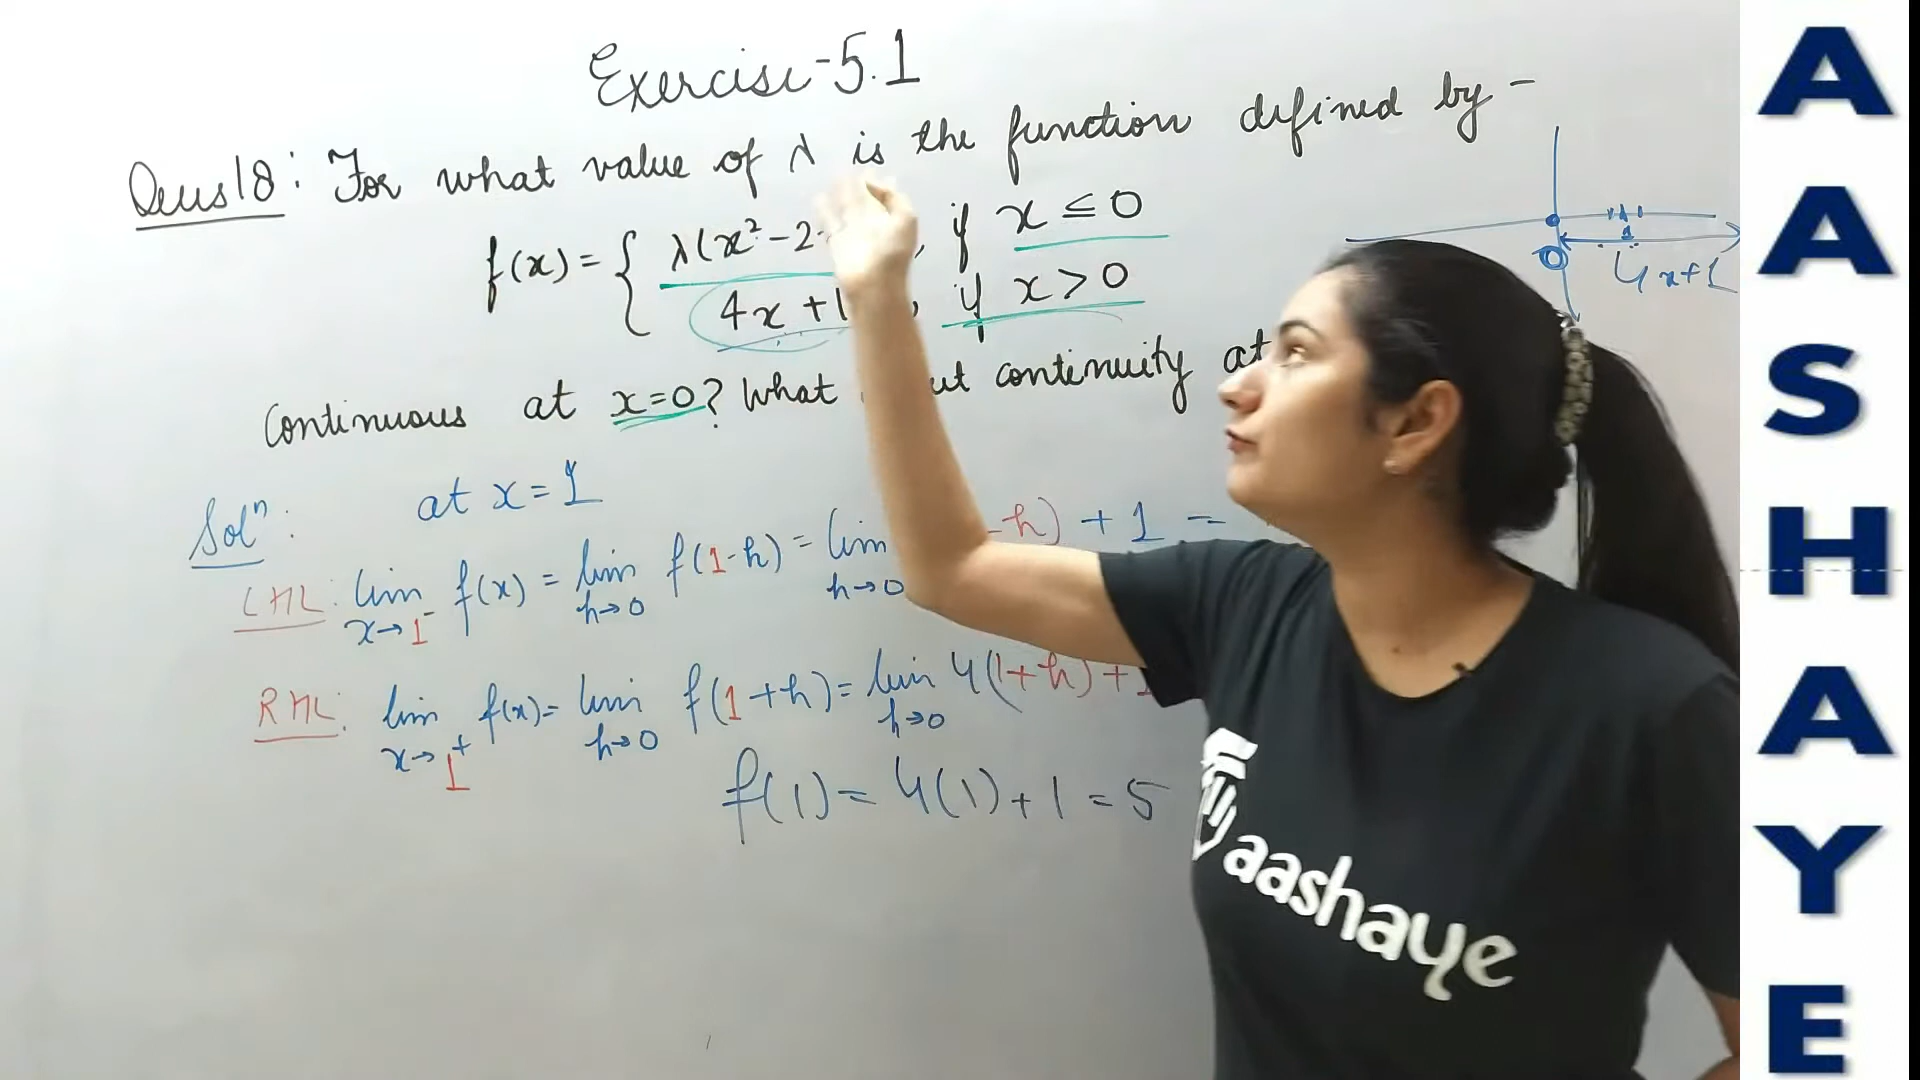 Exercise-5.1
Ques18: For what value of λ is the function defined by -
f(x) = { λ(x²-2 , if x ≤ 0
4x+1 , if x > 0
4x+1
Continuous at x=0? What continuity at
Solⁿ: at x=1
LHL: lim x→1⁻ f(x) = lim h→0 f(1-h) = lim h→0 -h) + 1 =
RHL: lim x→1⁺ f(x) = lim h→0 f(1+h) = lim h→0 4(1+h)+1
f(1) = 4(1)+1 = 5
aashaye
AASHAYE